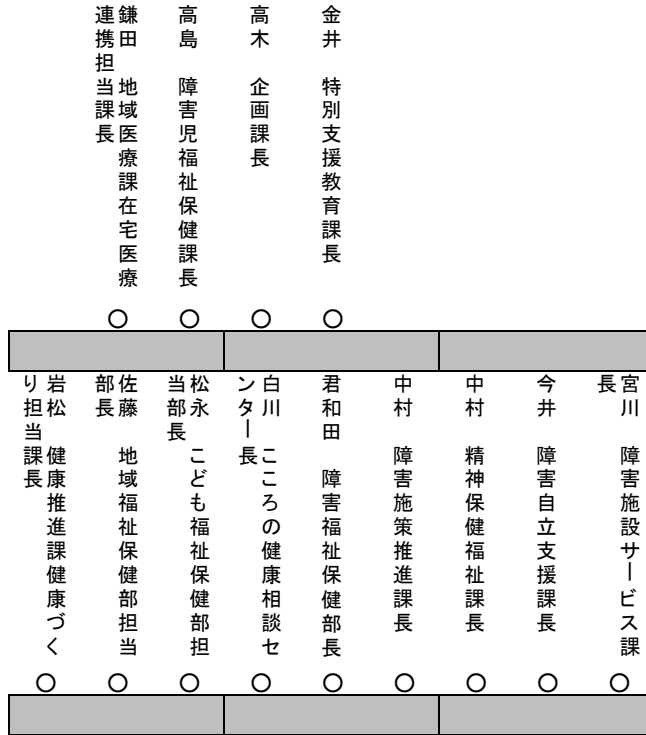 金井　特別支援教育課長
高木　企画課長
高島　障害児福祉保健課長
鎌田　地域医療課在宅医療
連携担当課長
宮川　障害施設サービス課
長
今井　障害自立支援課長
中村　精神保健福祉課長
中村　障害施策推進課長
君和田　障害福祉保健部長
白川　こころの健康相談セ
ンター長
松永　こども福祉保健部担
当部長
佐藤　地域福祉保健部担当
部長
岩松　健康推進課健康づく
り担当課長